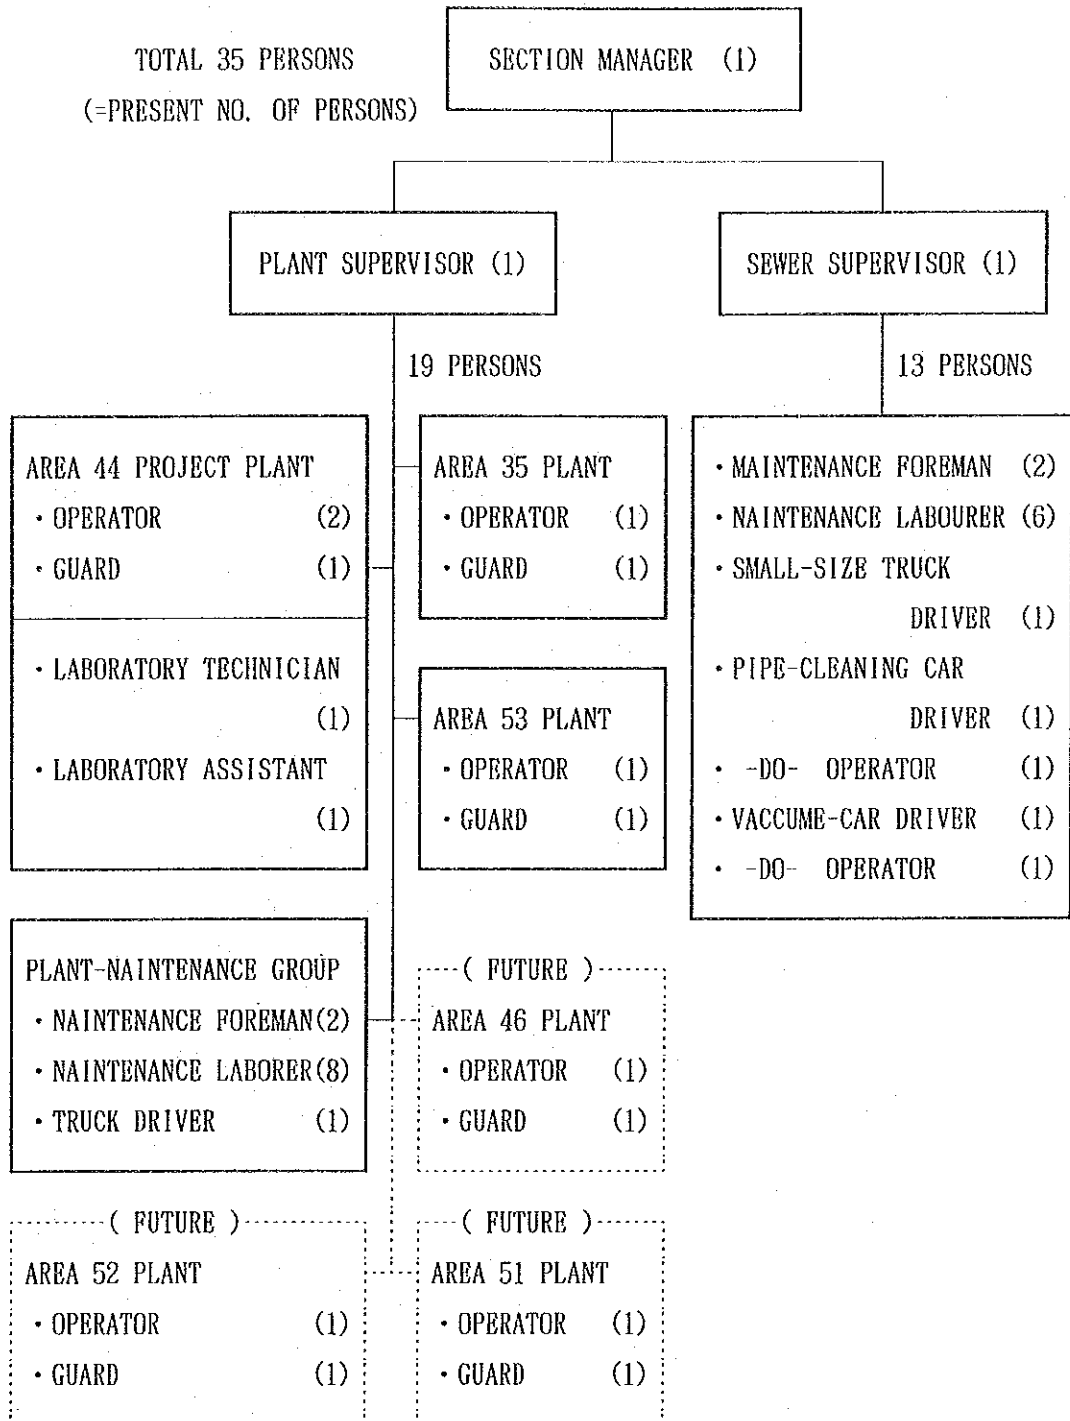 TOTAL 35 PERSONS
(=PRESENT NO. OF PERSONS)
SECTION MANAGER (1)
PLANT SUPERVISOR (1)
SEWER SUPERVISOR (1)
19 PERSONS
13 PERSONS
AREA 44 PROJECT PLANT
・OPERATOR (2)
・GUARD (1)
・LABORATORY TECHNICIAN
(1)
・LABORATORY ASSISTANT
(1)
AREA 35 PLANT
・OPERATOR (1)
・GUARD (1)
AREA 53 PLANT
・OPERATOR (1)
・GUARD (1)
・MAINTENANCE FOREMAN (2)
・NAINTENANCE LABOURER (6)
・SMALL-SIZE TRUCK
DRIVER (1)
・PIPE-CLEANING CAR
DRIVER (1)
・ -DO- OPERATOR (1)
・VACCUME-CAR DRIVER (1)
・ -DO- OPERATOR (1)
PLANT-NAINTENANCE GROUP
・NAINTENANCE FOREMAN(2)
・NAINTENANCE LABORER(8)
・TRUCK DRIVER (1)
( FUTURE )
AREA 46 PLANT
・OPERATOR (1)
・GUARD (1)
( FUTURE )
AREA 52 PLANT
・OPERATOR (1)
・GUARD (1)
( FUTURE )
AREA 51 PLANT
・OPERATOR (1)
・GUARD (1)